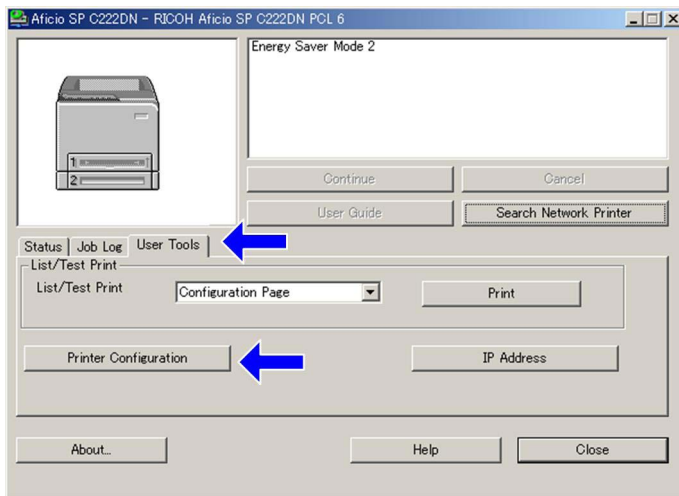 Aficio SP C222DN - RICOH Aficio SP C222DN PCL 6
Energy Saver Mode 2
1
2
Continue
Cancel
User Guide
Search Network Printer
Status
Job Log
User Tools
List/Test Print
List/Test Print
Configuration Page
Print
Printer Configuration
IP Address
About...
Help
Close